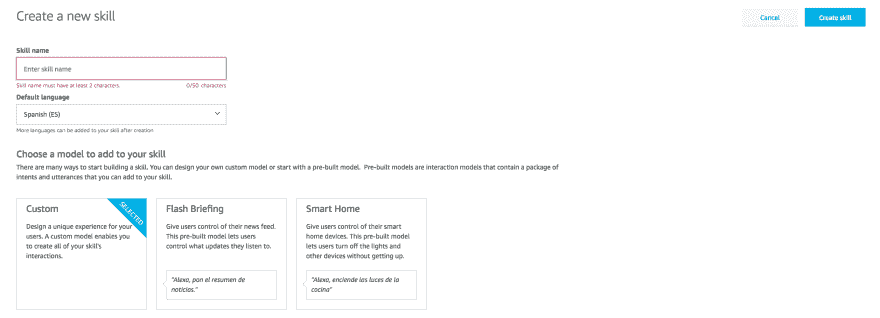 Create a new skill
Cancel
Create skill
Skill name
Enter skill name
Skill name must have at least 2 characters.
0/50 characters
Default language
Spanish (ES)
More languages can be added to your skill after creation
Choose a model to add to your skill
There are many ways to start building a skill. You can design your own custom model or start with a pre-built model. Pre-built models are interaction models that contain a package of
intents and utterances that you can add to your skill.
Custom
SELECTED
Design a unique experience for your
users. A custom model enables you
to create all of your skill's
interactions.
Flash Briefing
Give users control of their news feed.
This pre-built model lets users
control what updates they listen to.
"Alexa, pon el resumen de
noticias."
Smart Home
Give users control of their smart
home devices. This pre-built model
lets users turn off the lights and
other devices without getting up.
"Alexa, enciende las luces de la
cocina"